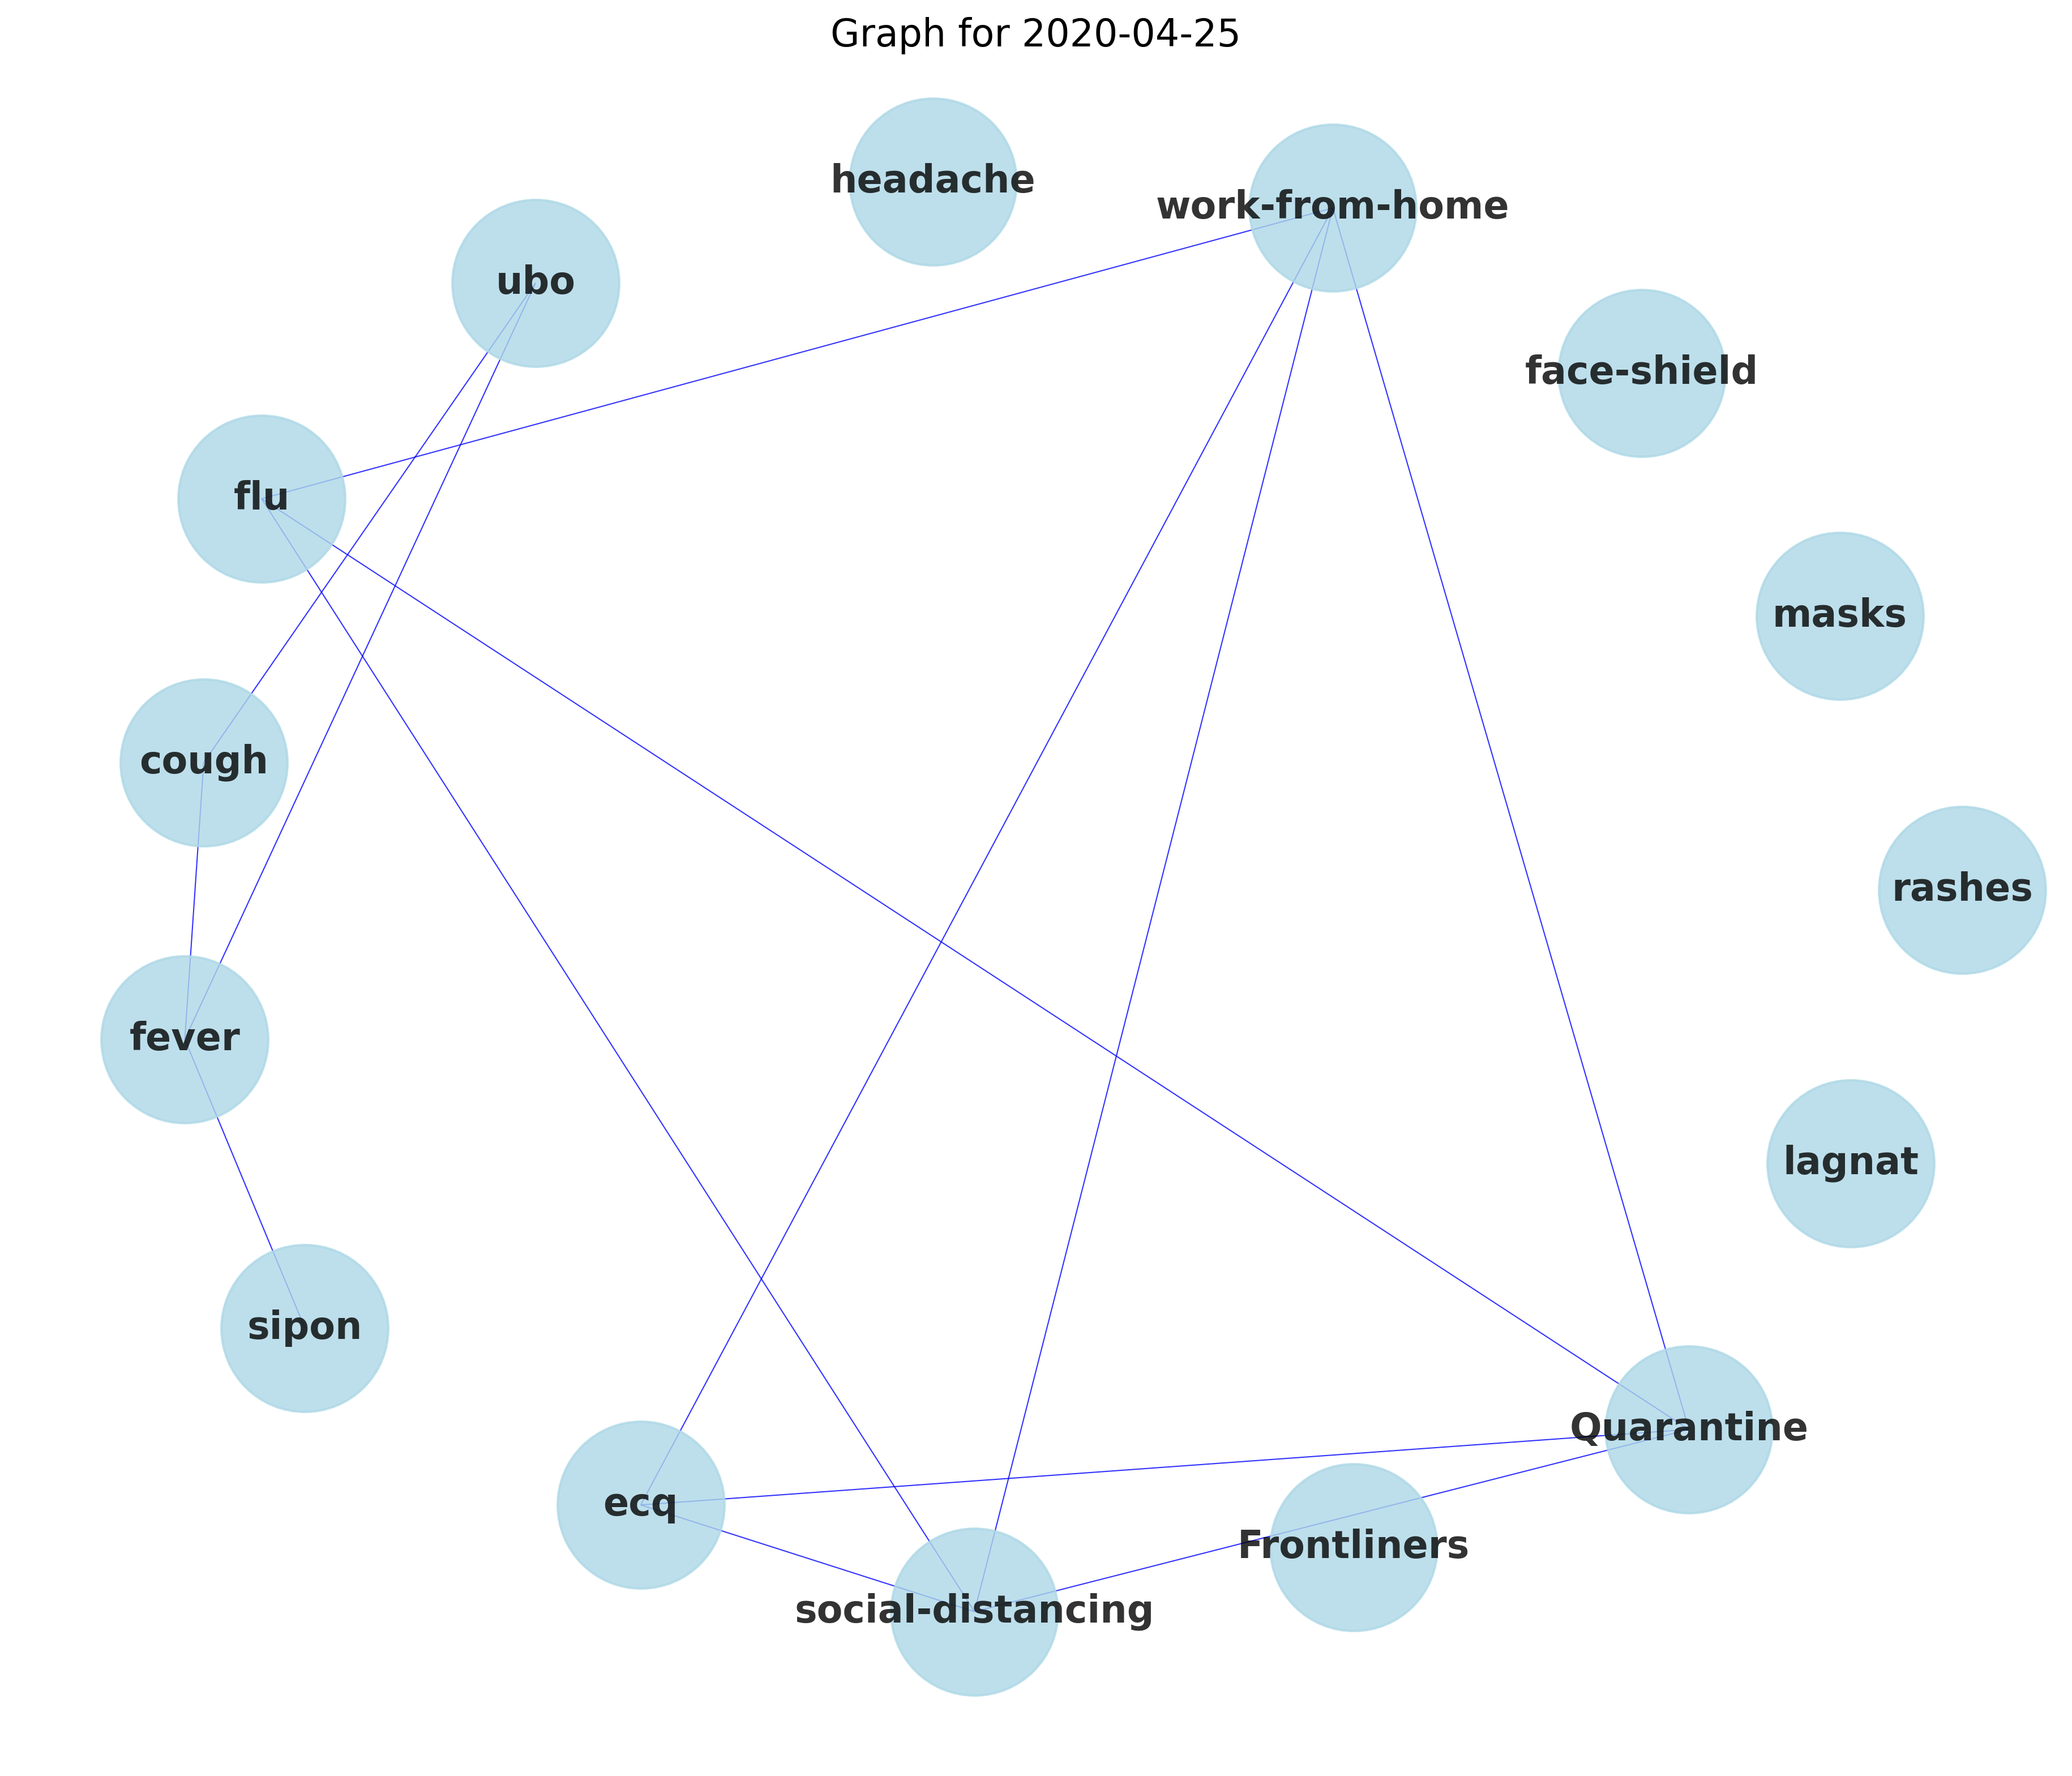 Graph for 2020-04-25
headache
work-from-home
ubo
face-shield
flu
masks
cough
rashes
fever
lagnat
sipon
Quarantine
ecq
Frontliners
social-distancing